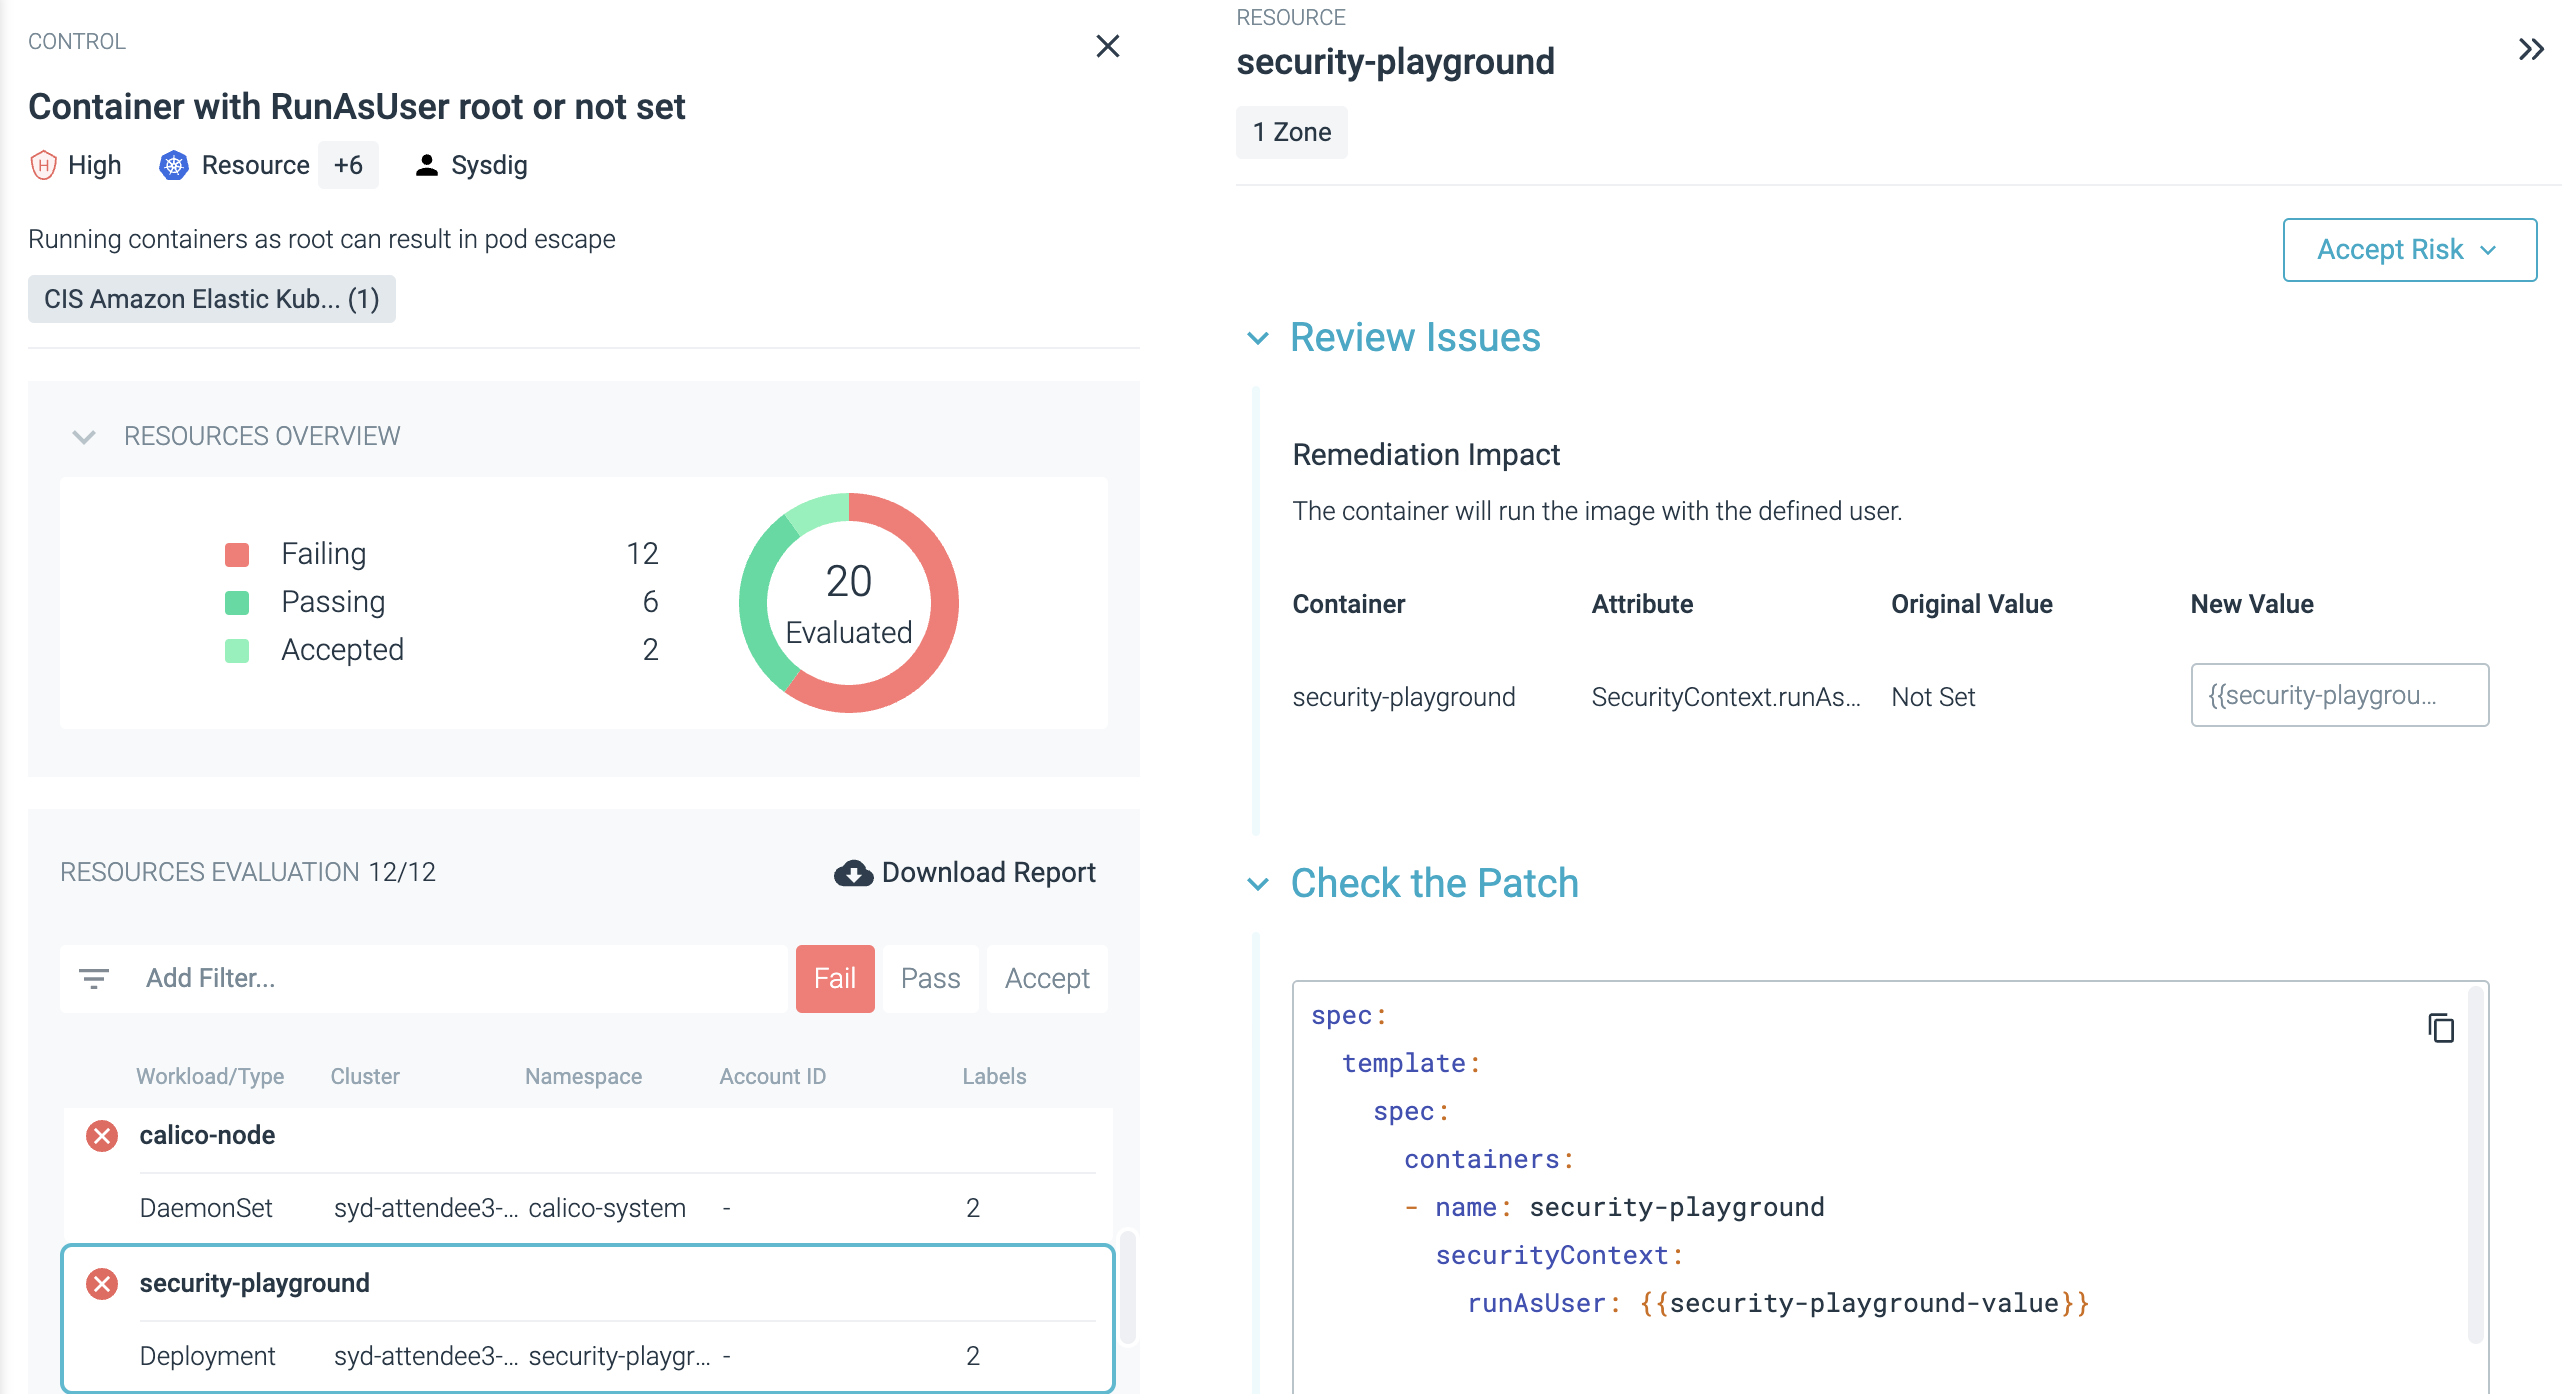 CONTROL
Container with RunAsUser root or not set
H High Resource +6 Sysdig
Running containers as root can result in pod escape
CIS Amazon Elastic Kub... (1)
RESOURCES OVERVIEW
Failing 12
Passing 6
Accepted 2
20
Evaluated
RESOURCES EVALUATION 12/12
Download Report
Add Filter...
Fail Pass Accept
Workload/Type Cluster Namespace Account ID Labels
calico-node
DaemonSet syd-attendee3-... calico-system - 2
security-playground
Deployment syd-attendee3-... security-playgr... - 2
RESOURCE
security-playground
1 Zone
Accept Risk
Review Issues
Remediation Impact
The container will run the image with the defined user.
Container Attribute Original Value New Value
security-playground SecurityContext.runAs... Not Set {{security-playgrou...
Check the Patch
spec:
template:
spec:
containers:
- name: security-playground
securityContext:
runAsUser: {{security-playground-value}}